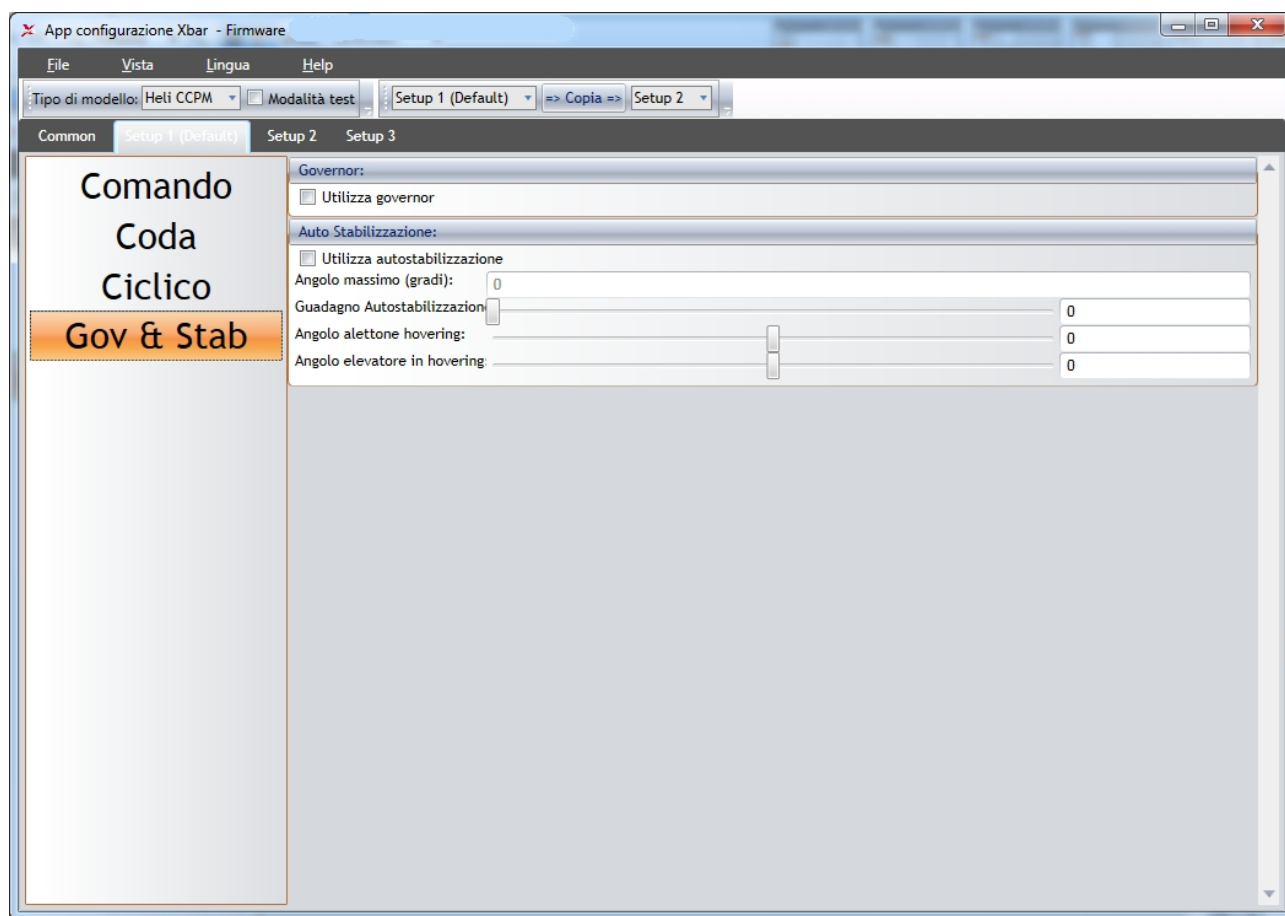 App configurazione Xbar - Firmware
File Vista Lingua Help
Tipo di modello: Heli CCPM Modalità test Setup 1 (Default) => Copia => Setup 2
Common Setup 1 (Default) Setup 2 Setup 3
Comando
Coda
Ciclico
Gov & Stab
Governor:
Utilizza governor
Auto Stabilizzazione:
Utilizza autostabilizzazione
Angolo massimo (gradi): 0
Guadagno Autostabilizzazion 0
Angolo alettone hovering: 0
Angolo elevatore in hovering: 0